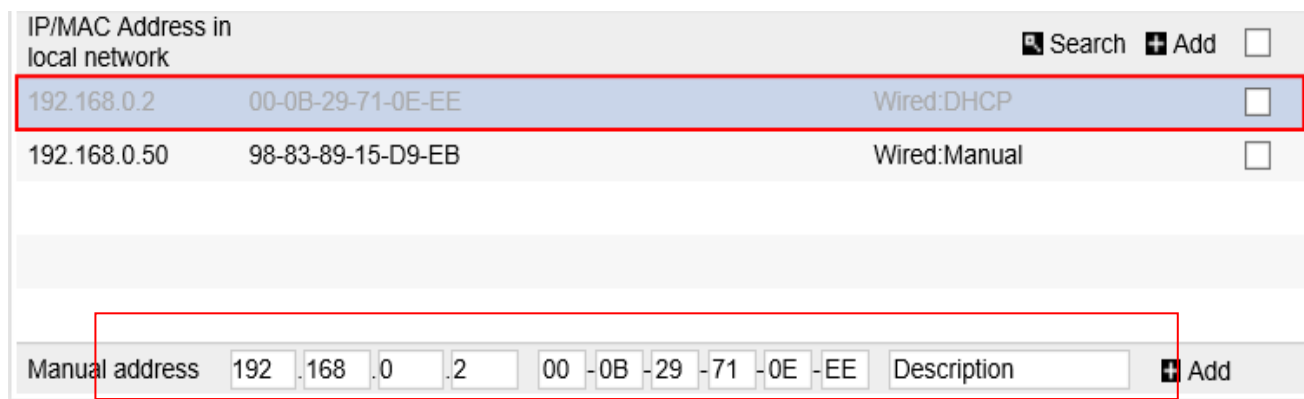 IP/MAC Address in
local network
Search Add
192.168.0.2 00-0B-29-71-0E-EE Wired:DHCP
192.168.0.50 98-83-89-15-D9-EB Wired:Manual
Manual address 192 .168 .0 .2 00 -0B -29 -71 -0E -EE Description Add